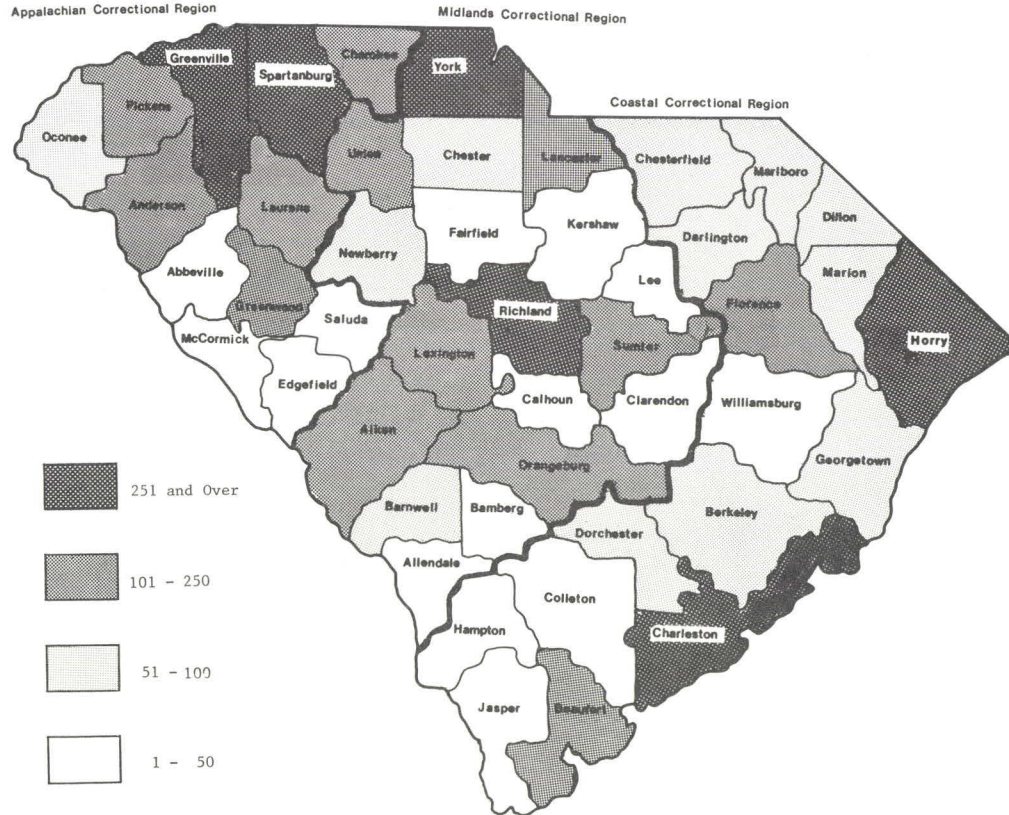 Appalachian Correctional Region
Midlands Correctional Region
Coastal Correctional Region
Greenville
Spartanburg
Cherokee
York
Pickens
Oconee
Union
Chester
Lancaster
Chesterfield
Marlboro
Anderson
Laurens
Newberry
Fairfield
Kershaw
Darlington
Dillon
Abbeville
Greenwood
Saluda
Lee
Marion
Florence
McCormick
Richland
Sumter
Horry
Lexington
Edgefield
Calhoun
Clarendon
Williamsburg
Aiken
Orangeburg
Georgetown
Barnwell
Bamberg
Berkeley
Dorchester
Allendale
Colleton
Hampton
Charleston
Jasper
Beaufort
251 and Over
101 - 250
51 - 100
1 - 50